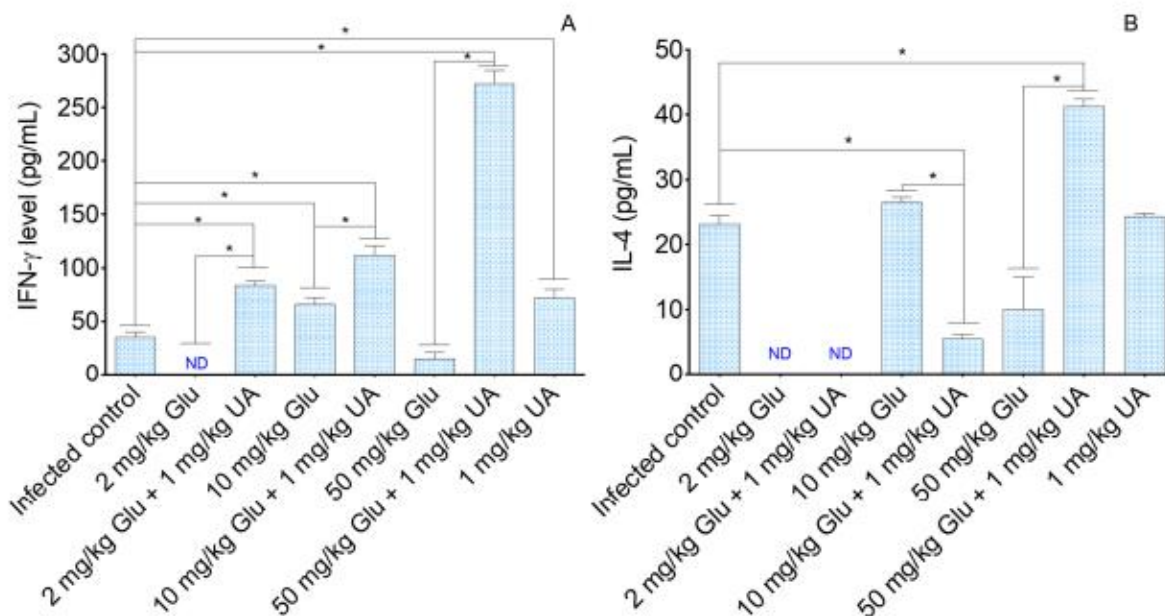 A
IFN-γ level (pg/mL)
300
250
200
150
100
50
0
*
*
*
*
*
*
*
*
ND
Infected control
2 mg/kg Glu
2 mg/kg Glu + 1 mg/kg UA
10 mg/kg Glu
10 mg/kg Glu + 1 mg/kg UA
50 mg/kg Glu
50 mg/kg Glu + 1 mg/kg UA
1 mg/kg UA
B
IL-4 (pg/mL)
50
40
30
20
10
0
*
*
*
*
ND
ND
Infected control
2 mg/kg Glu
2 mg/kg Glu + 1 mg/kg UA
10 mg/kg Glu
10 mg/kg Glu + 1 mg/kg UA
50 mg/kg Glu
50 mg/kg Glu + 1 mg/kg UA
1 mg/kg UA